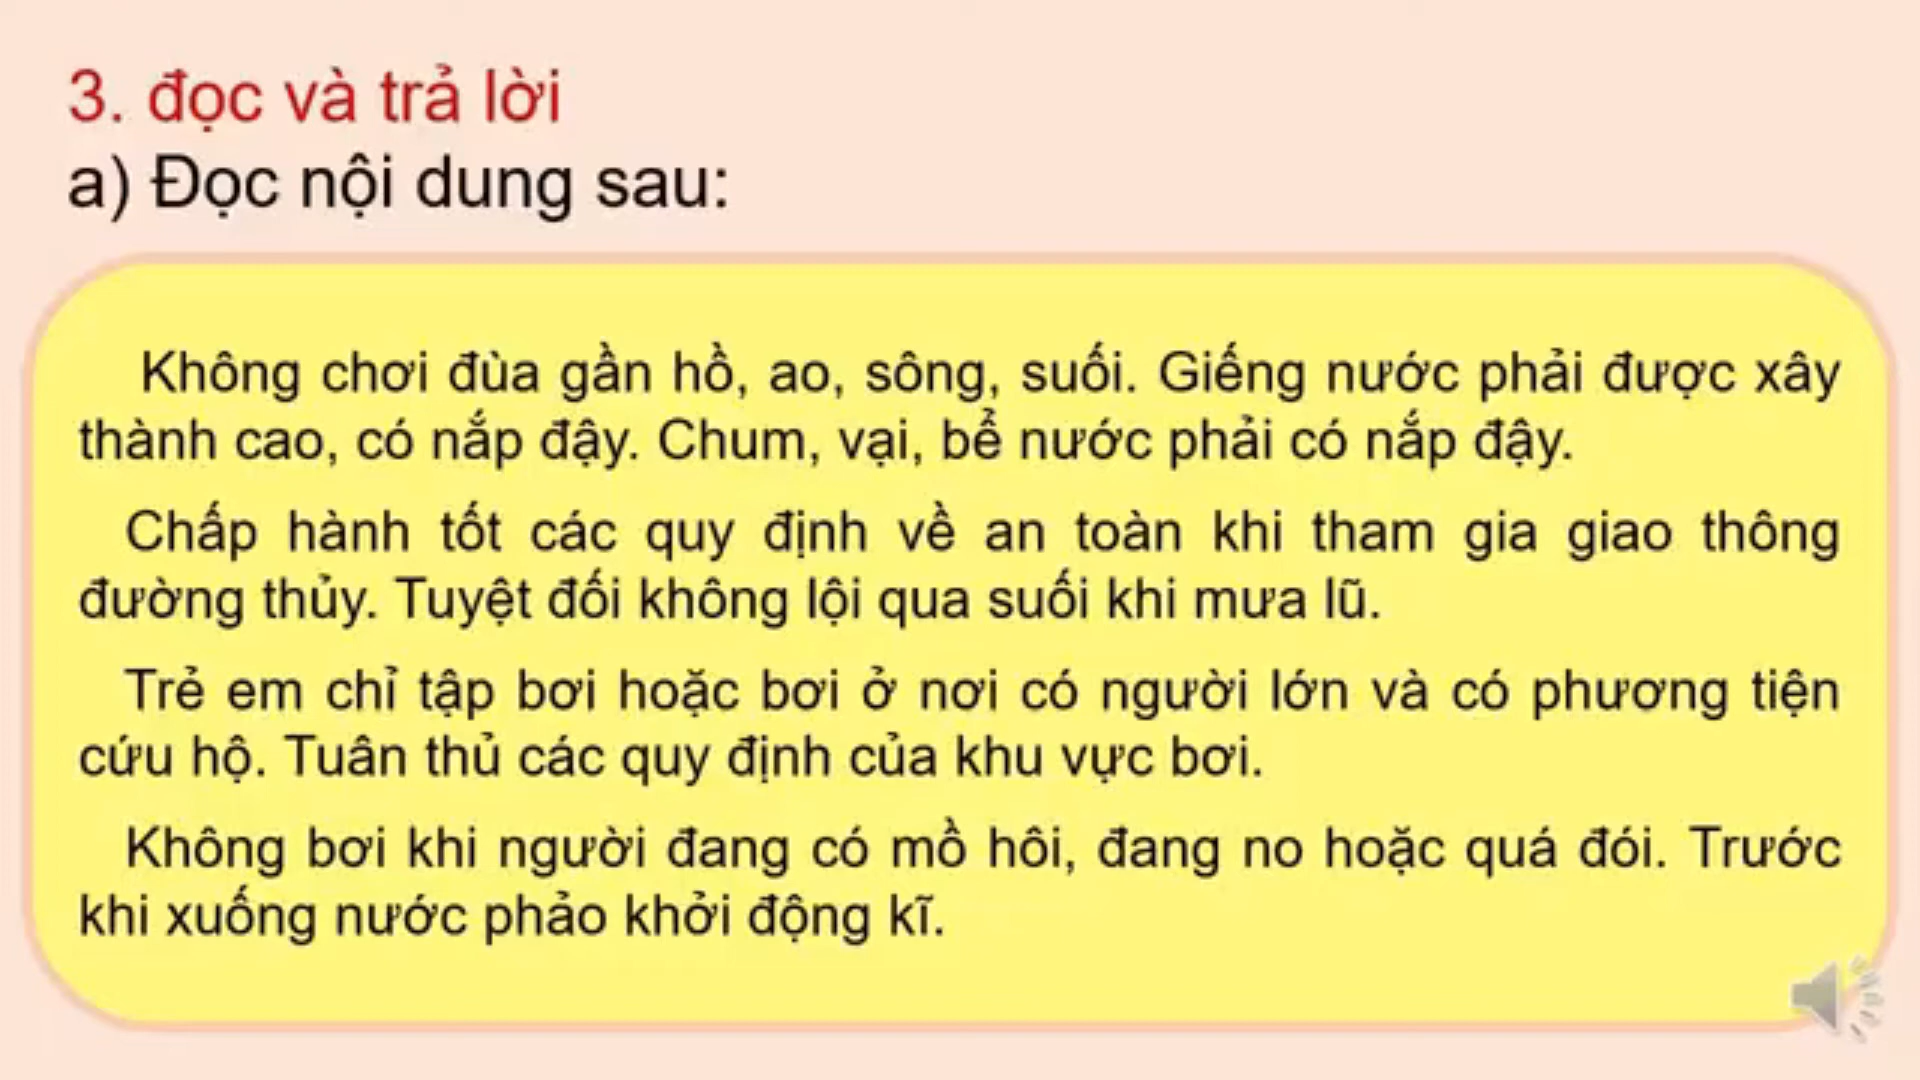 3. đọc và trả lời
a) Đọc nội dung sau:
Không chơi đùa gần hồ, ao, sông, suối. Giếng nước phải được xây
thành cao, có nắp đậy. Chum, vại, bể nước phải có nắp đậy.
Chấp hành tốt các quy định về an toàn khi tham gia giao thông
đường thủy. Tuyệt đối không lội qua suối khi mưa lũ.
Trẻ em chỉ tập bơi hoặc bơi ở nơi có người lớn và có phương tiện
cứu hộ. Tuân thủ các quy định của khu vực bơi.
Không bơi khi người đang có mồ hôi, đang no hoặc quá đói. Trước
khi xuống nước phảo khởi động kĩ.